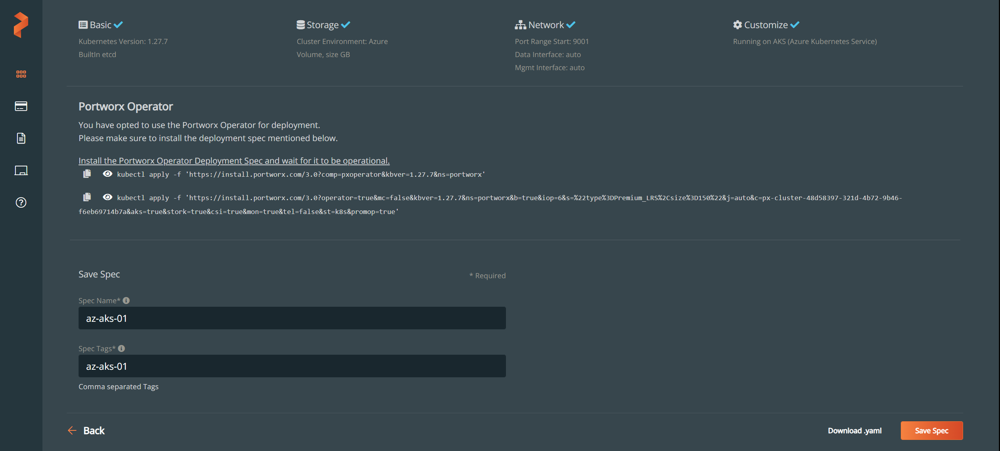 Basic
Kubernetes Version: 1.27.7
BuiltIn etcd
Storage
Cluster Environment: Azure
Volume, size GB
Network
Port Range Start: 9001
Data Interface: auto
Mgmt Interface: auto
Customize
Running on AKS (Azure Kubernetes Service)
Portworx Operator
You have opted to use the Portworx Operator for deployment.
Please make sure to install the deployment spec mentioned below.
Install the Portworx Operator Deployment Spec and wait for it to be operational.
kubectl apply -f 'https://install.portworx.com/3.0?comp=pxoperator&kbver=1.27.7&ns=portworx'
kubectl apply -f 'https://install.portworx.com/3.0?operator=true&mc=false&kbver=1.27.7&ns=portworx&b=true&iop=6&s=%22type%3DPremium_LRS%2Csize%3D150%22&j=auto&c=px-cluster-48d58397-321d-4b72-9b46-
f6eb69714b7a&aks=true&stork=true&csi=true&mon=true&tel=false&st=k8s&promop=true'
Save Spec
* Required
Spec Name*
az-aks-01
Spec Tags*
az-aks-01
Comma separated Tags
Back
Download .yaml
Save Spec